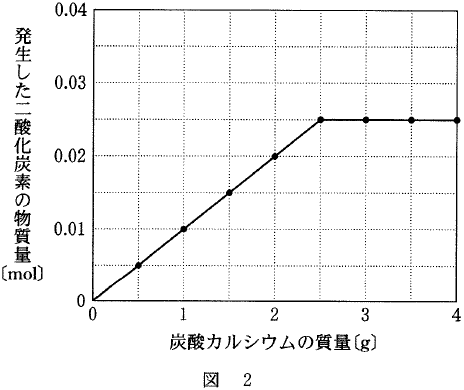 発生した二酸化炭素の物質量
〔mol〕
0.04
0.03
0.02
0.01
0
0 1 2 3 4
炭酸カルシウムの質量〔g〕
図 2